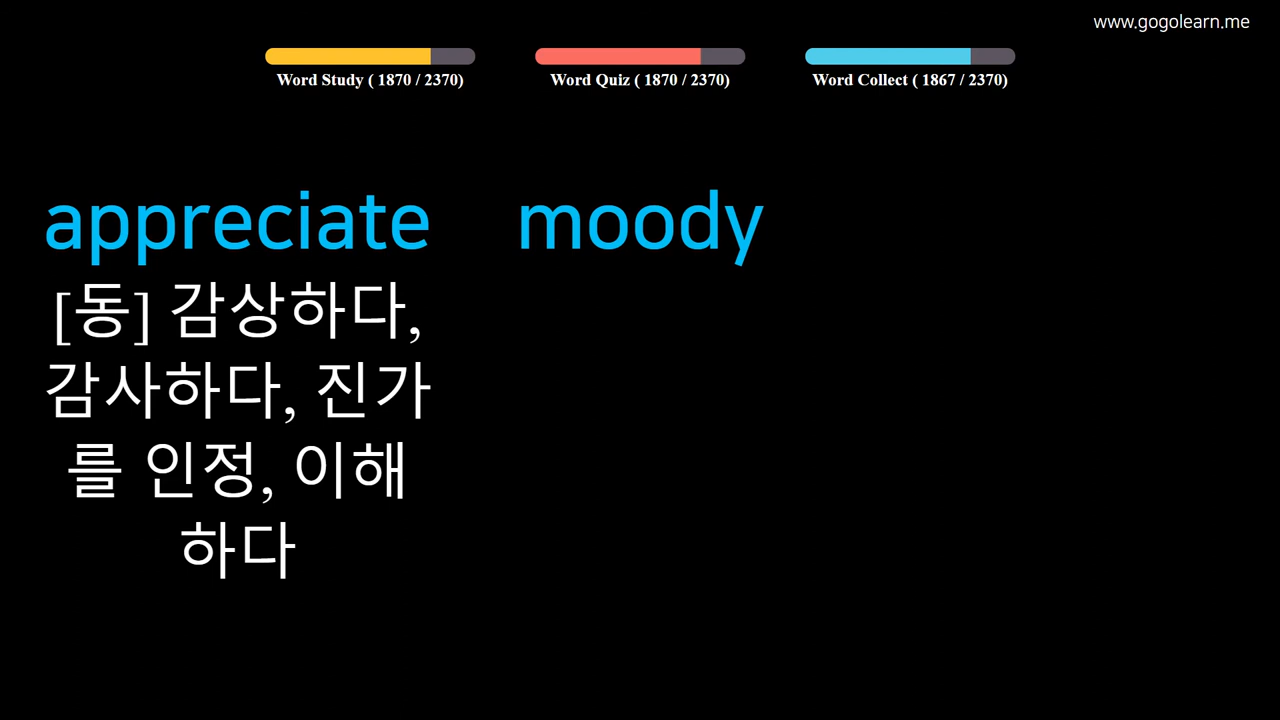 www.gogolearn.me
Word Study ( 1870 / 2370)
Word Quiz ( 1870 / 2370)
Word Collect ( 1867 / 2370)
appreciate
[동] 감상하다,
감사하다, 진가
를 인정, 이해
하다
moody